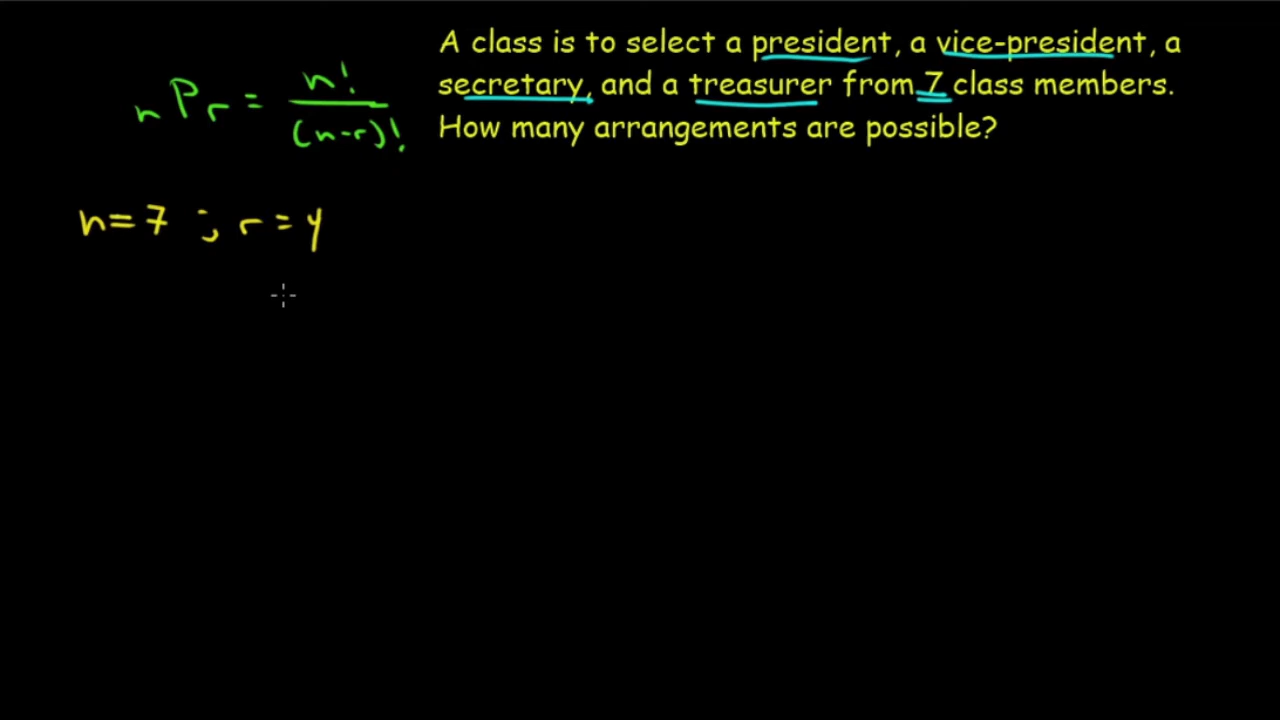 A class is to select a president, a vice-president, a
secretary, and a treasurer from 7 class members.
How many arrangements are possible?
nPr = n!
(n-r)!
n=7 ; r=4